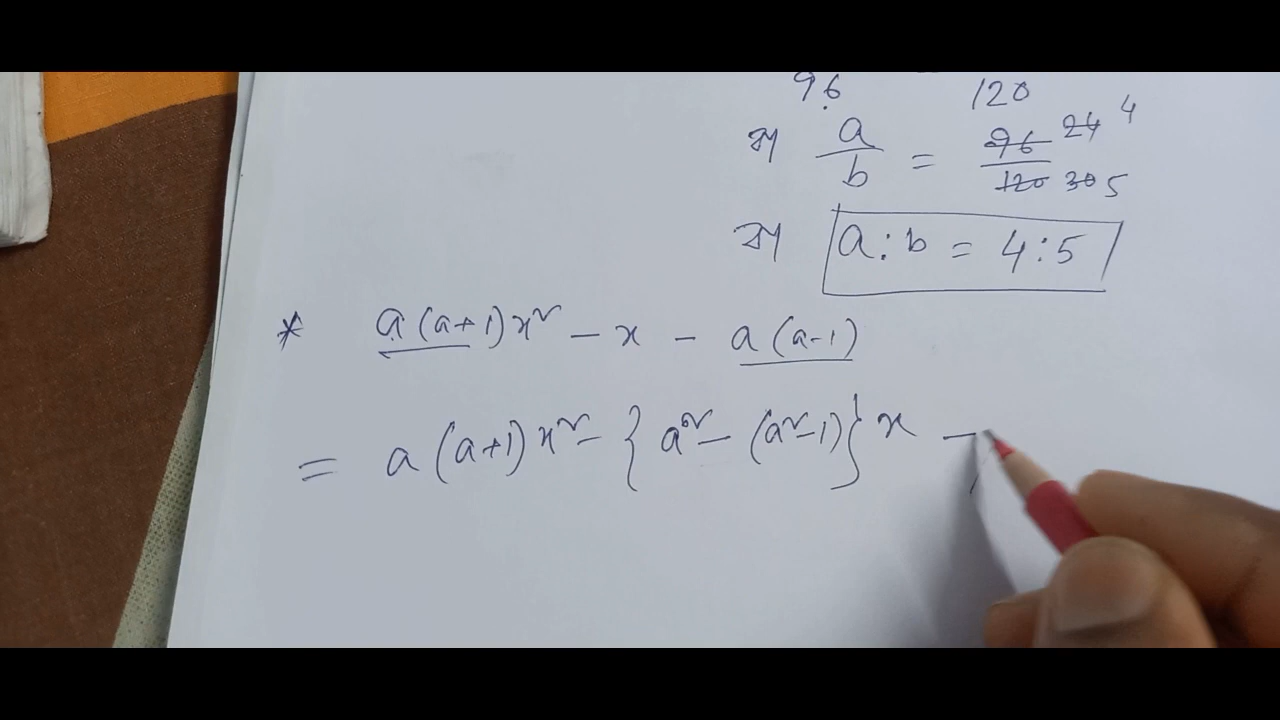 96 120
বা a/b = 96/120 24/30 4/5
বা a : b = 4 : 5
* a(a+1)x² - x - a(a-1)
= a(a+1)x² - {a² - (a²-1)}x -